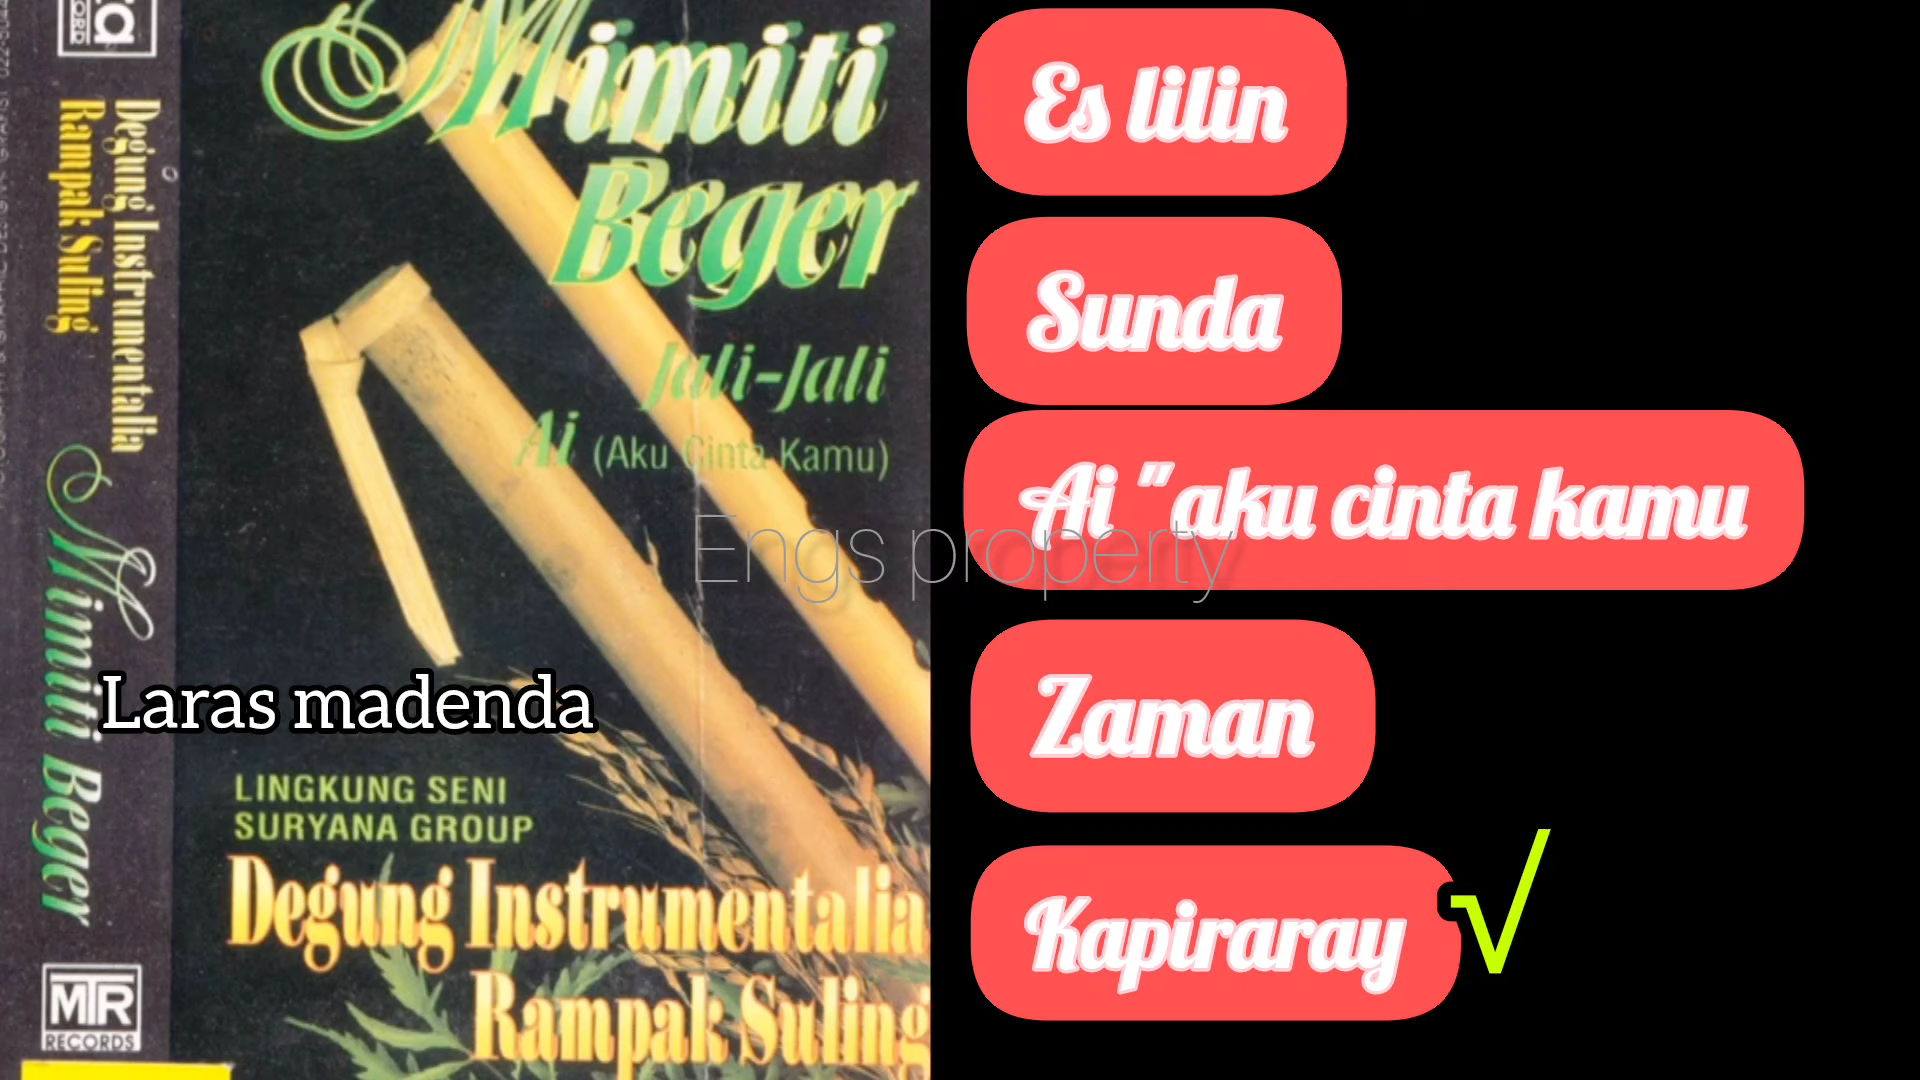 Mimiti
Beger
Jali-Jali
Ai (Aku Cinta Kamu)
LINGKUNG SENI
SURYANA GROUP
Degung Instrumentalia
Rampak Suling
Degung Instrumentalia
Rampak Suling
Mimiti Beger
MTR
RECORDS
Laras madenda
Engs property
Es lilin
Sunda
Ai "aku cinta kamu
Zaman
Kapiraray
√